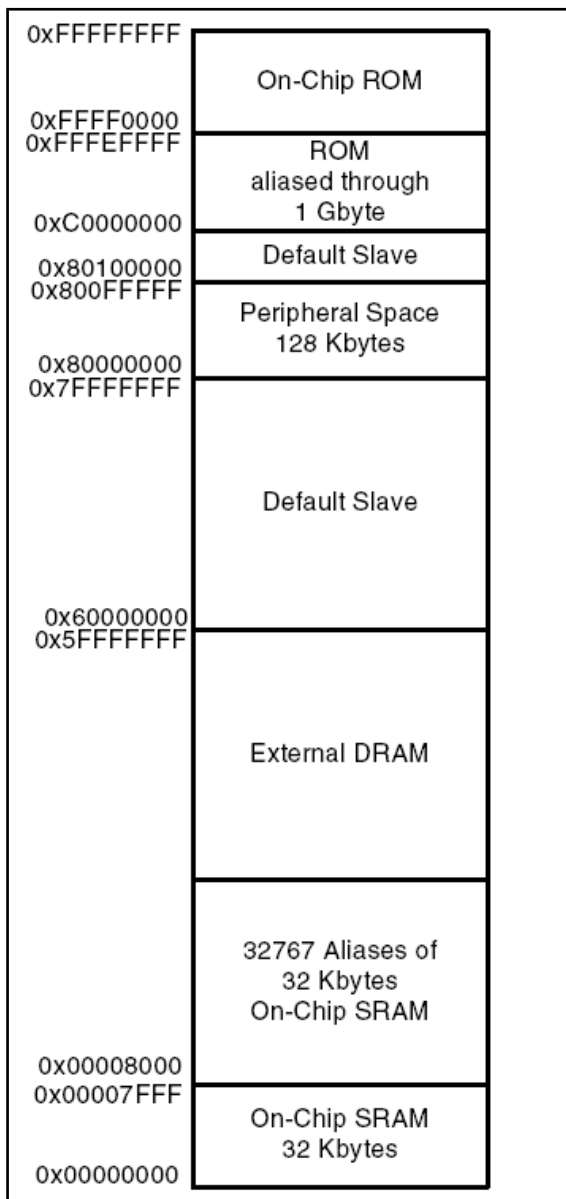 0xFFFFFFFF
On-Chip ROM
0xFFFF0000
0xFFFEFFFF
ROM
aliased through
1 Gbyte
0xC0000000
Default Slave
0x80100000
0x800FFFFF
Peripheral Space
128 Kbytes
0x80000000
0x7FFFFFFF
Default Slave
0x60000000
0x5FFFFFFF
External DRAM
32767 Aliases of
32 Kbytes
On-Chip SRAM
0x00008000
0x00007FFF
On-Chip SRAM
32 Kbytes
0x00000000